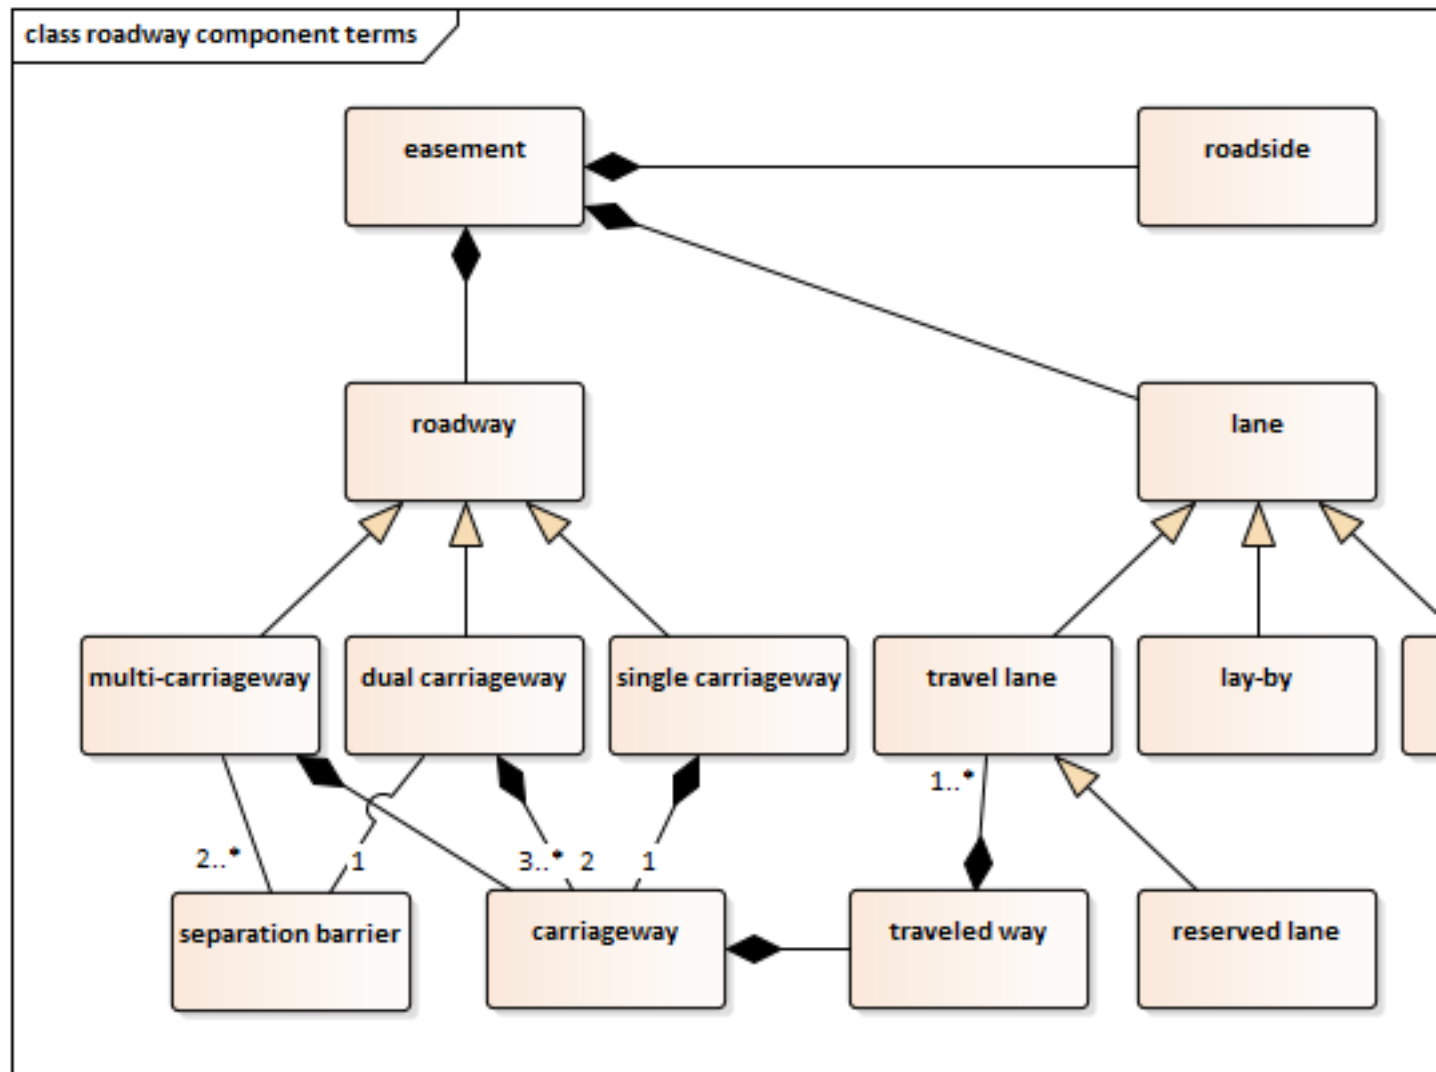 class roadway component terms
easement
roadside
roadway
lane
multi-carriageway
dual carriageway
single carriageway
travel lane
lay-by
1..*
2..*
1
3..*
2
1
separation barrier
carriageway
traveled way
reserved lane